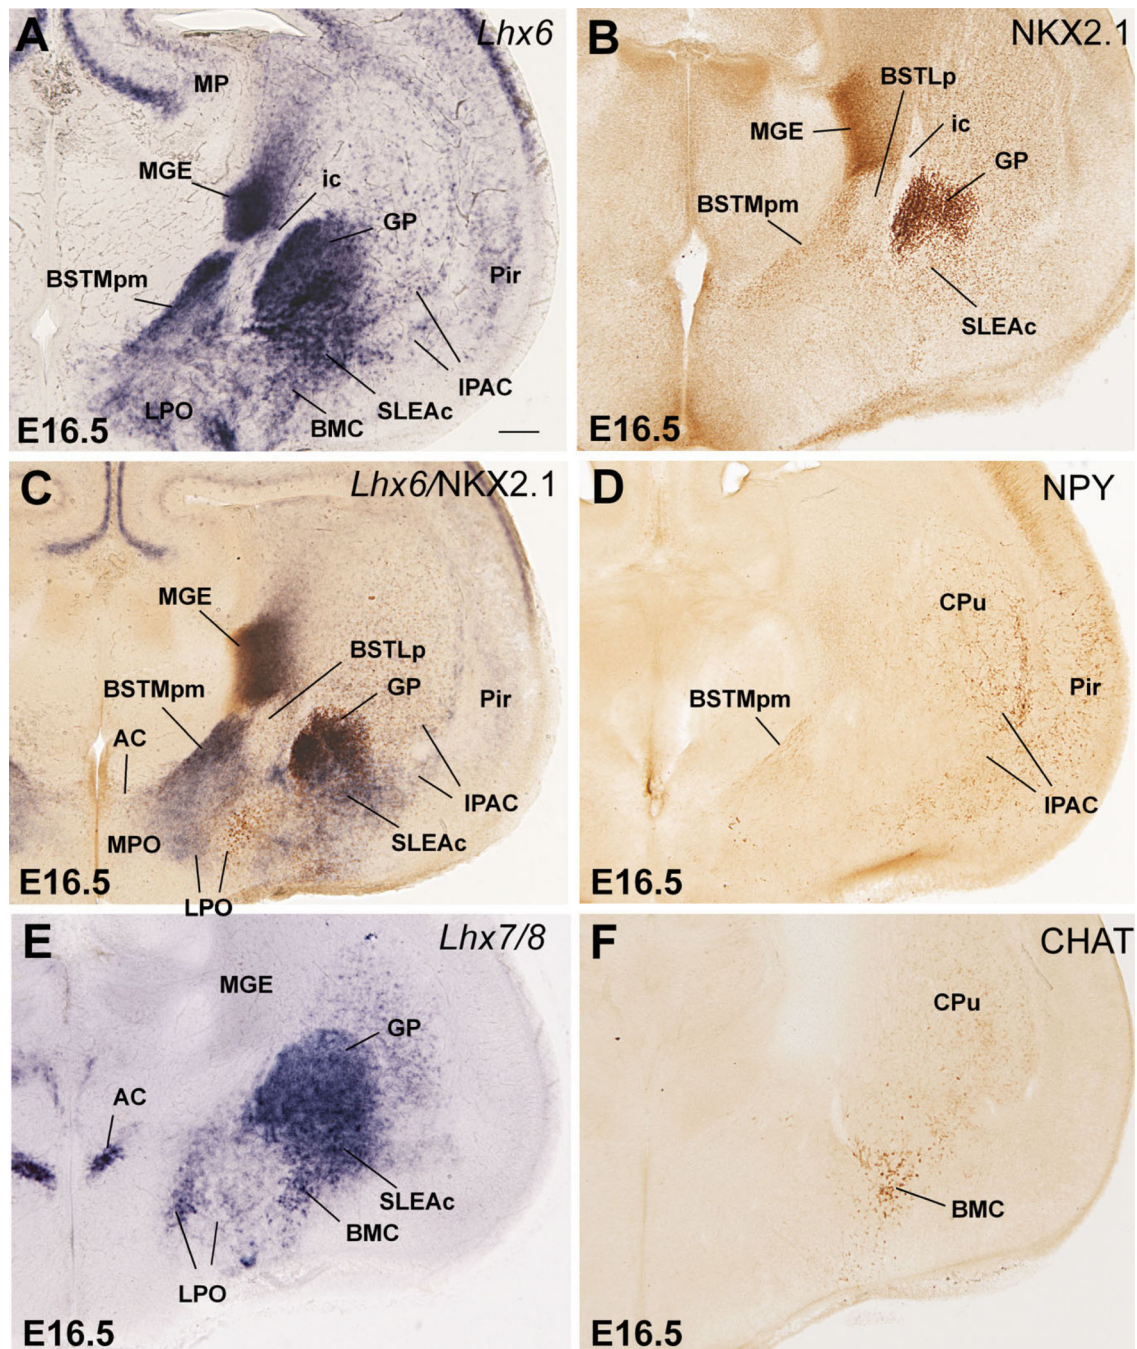 A
Lhx6
MP
MGE
ic
GP
BSTMpm
Pir
IPAC
SLEAc
LPO
BMC
E16.5
B
NKX2.1
BSTLp
MGE
ic
GP
BSTMpm
SLEAc
E16.5
C
Lhx6/NKX2.1
MGE
BSTLp
BSTMpm
GP
Pir
AC
IPAC
MPO
SLEAc
E16.5
LPO
D
NPY
CPu
BSTMpm
Pir
IPAC
E16.5
E
Lhx7/8
MGE
GP
AC
SLEAc
BMC
LPO
E16.5
F
CHAT
CPu
BMC
E16.5